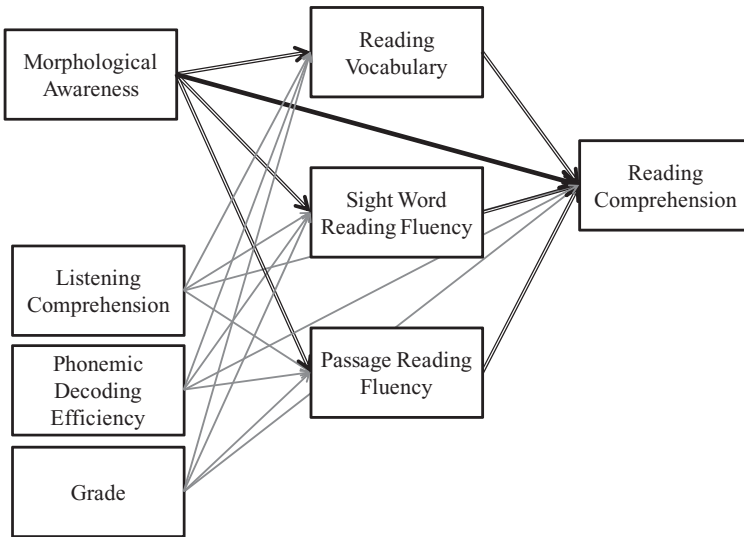 Morphological
Awareness
Reading
Vocabulary
Sight Word
Reading Fluency
Reading
Comprehension
Listening
Comprehension
Phonemic
Decoding
Efficiency
Passage Reading
Fluency
Grade